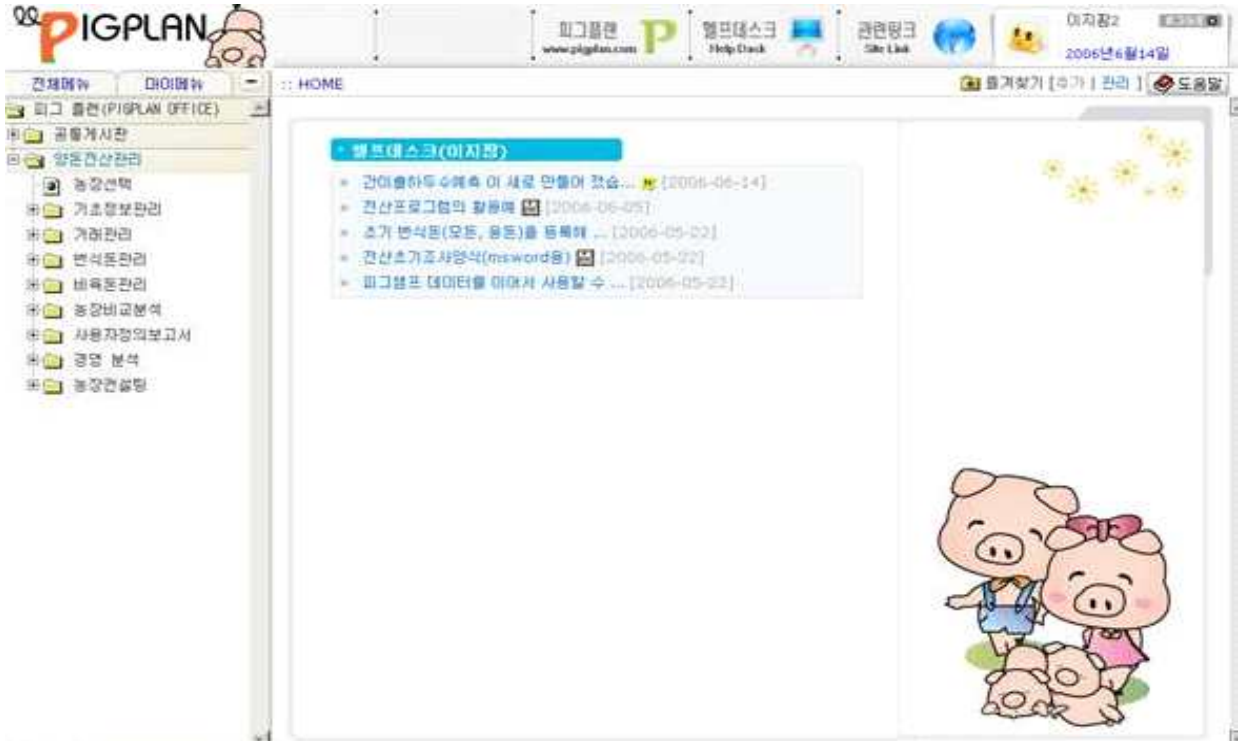 PIGPLAN
피그플랜
www.pigplan.com
헬프데스크
Help Desk
관련링크
Site Link
이지팜2
2006년6월14일
전체메뉴
마이메뉴
:: HOME
즐겨찾기 [추가 | 관리 ] 도움말
피그 플랜(PIGPLAN OFFICE)
공통게시판
양돈전산관리
농장선택
기초정보관리
거래관리
번식돈관리
비육돈관리
농장비교분석
사용자정의보고서
경영 분석
농장컨설팅
헬프데스크(이지팜)
간이출하두수예측 이 새로 만들어 졌습... [2006-06-14]
전산프로그램의 활용예 [2006-06-05]
초기 번식돈(모돈, 웅돈)을 등록해 ... [2006-05-22]
전산초기조사양식(msword용) [2006-05-22]
피그챔프 데이터를 이어서 사용할 수 ... [2006-05-22]